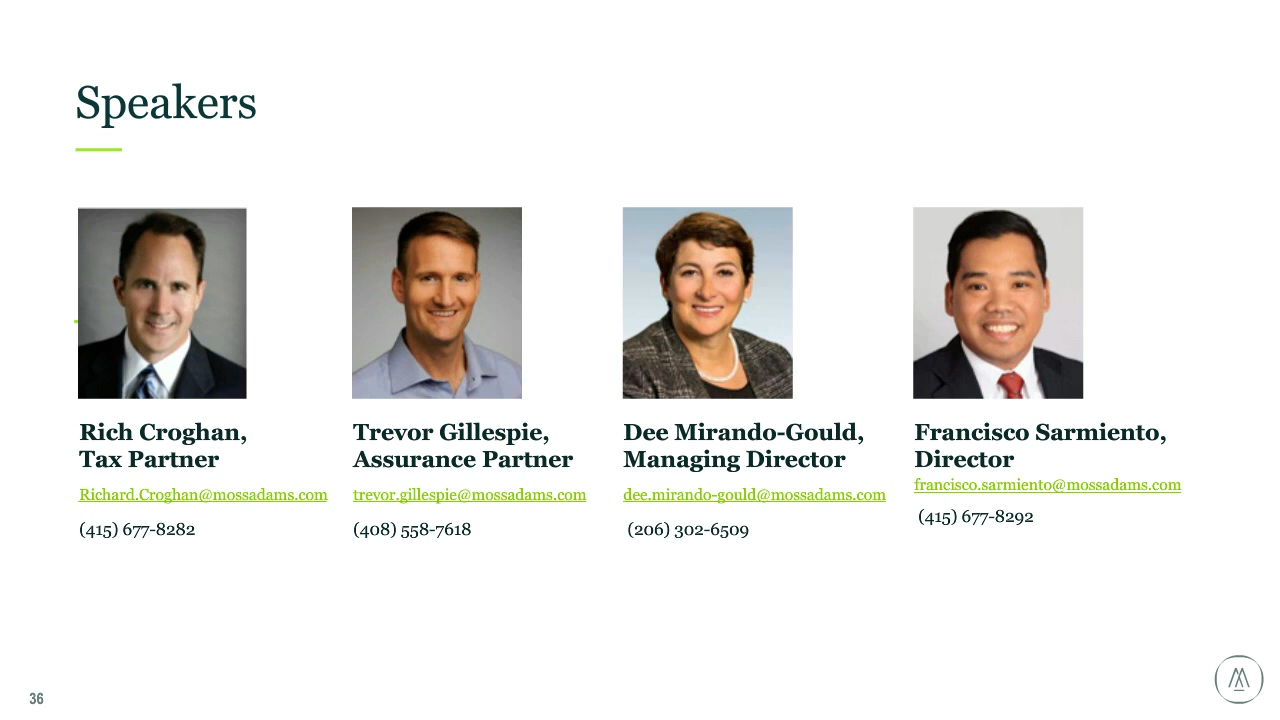 Speakers
Rich Croghan,
Tax Partner
Richard.Croghan@mossadams.com
(415) 677-8282
Trevor Gillespie,
Assurance Partner
trevor.gillespie@mossadams.com
(408) 558-7618
Dee Mirando-Gould,
Managing Director
dee.mirando-gould@mossadams.com
(206) 302-6509
Francisco Sarmiento,
Director
francisco.sarmiento@mossadams.com
(415) 677-8292
36